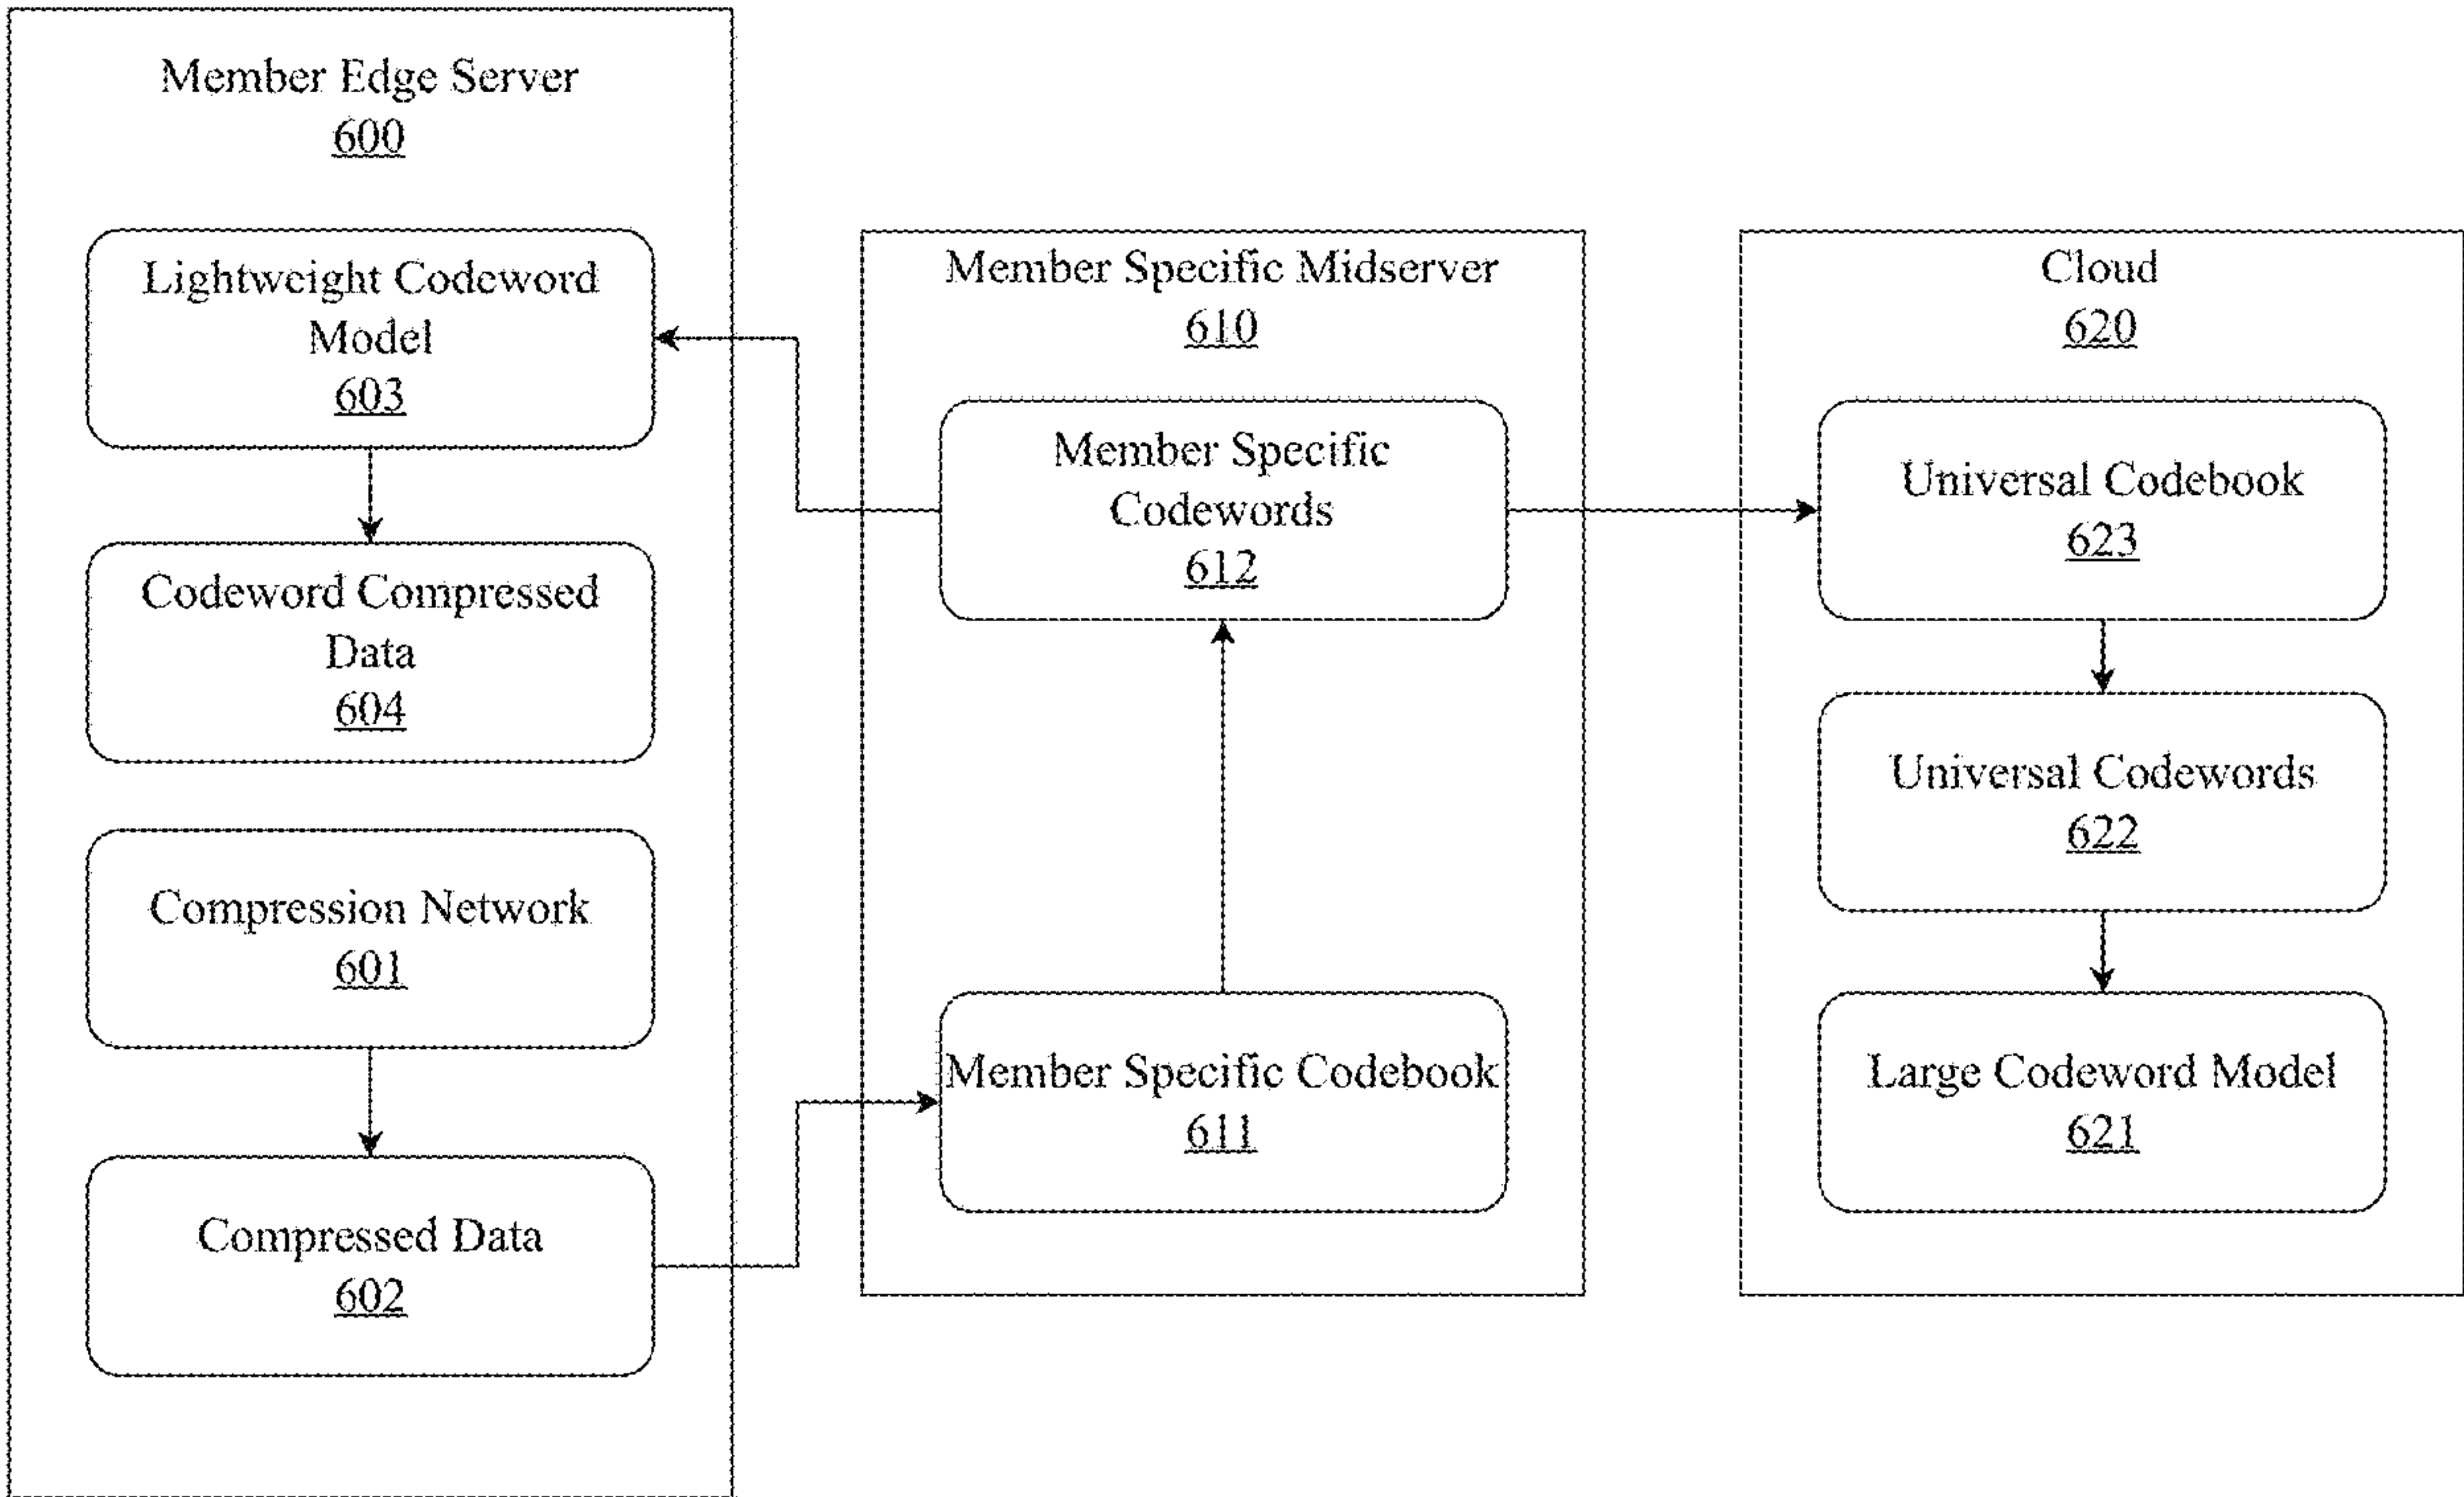 Member Edge Server
600
Lightweight Codeword
Model
603
Codeword Compressed
Data
604
Compression Network
601
Compressed Data
602
Member Specific Midserver
610
Member Specific
Codewords
612
Member Specific Codebook
611
Cloud
620
Universal Codebook
623
Universal Codewords
622
Large Codeword Model
621